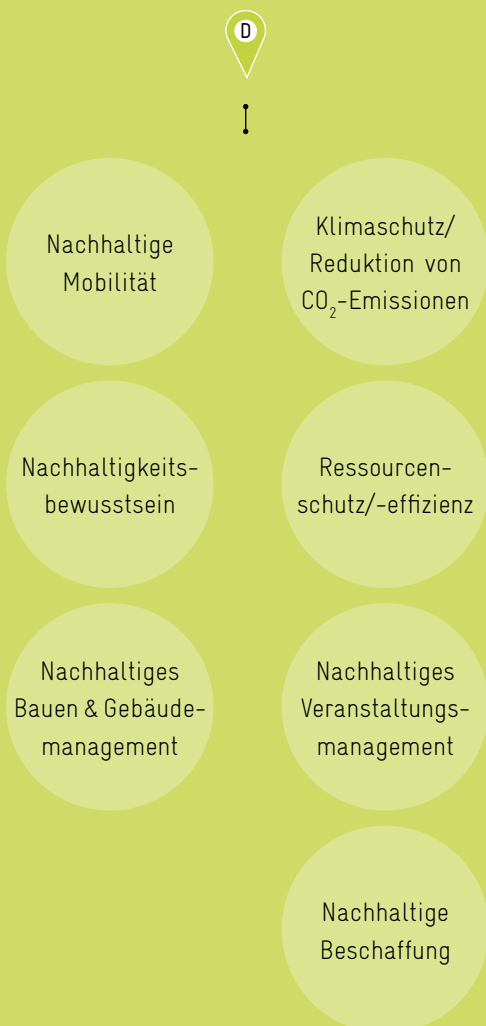 D
Nachhaltige
Mobilität
Klimaschutz/
Reduktion von
CO₂-Emissionen
Nachhaltigkeits-
bewusstsein
Ressourcen-
schutz/-effizienz
Nachhaltiges
Bauen & Gebäude-
management
Nachhaltiges
Veranstaltungs-
management
Nachhaltige
Beschaffung